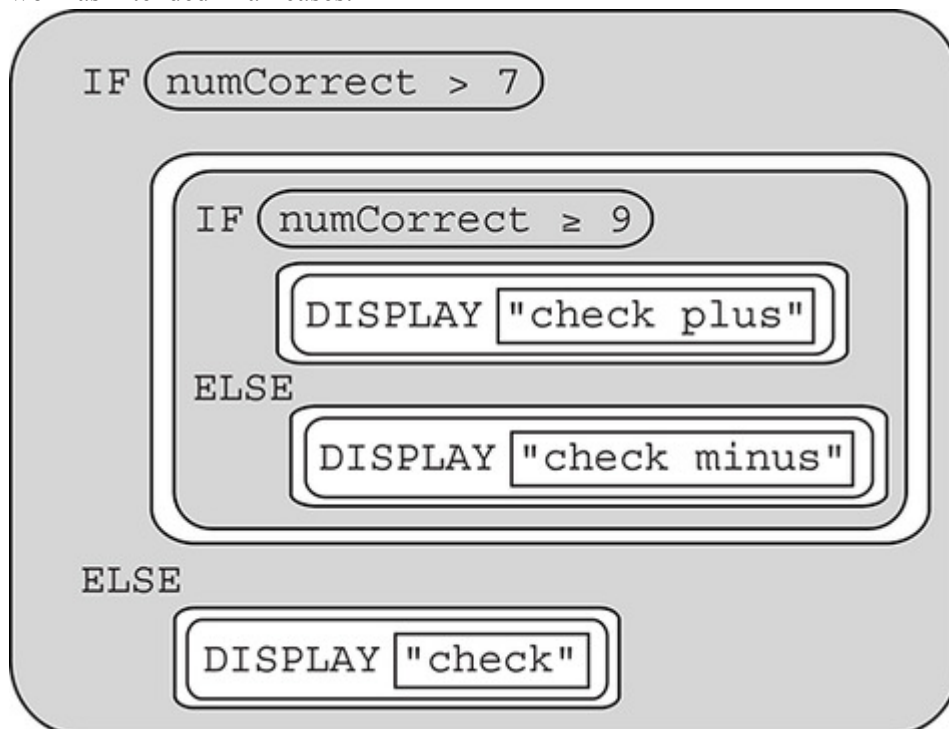 IF numCorrect > 7
IF numCorrect ≥ 9
DISPLAY "check plus"
ELSE
DISPLAY "check minus"
ELSE
DISPLAY "check"